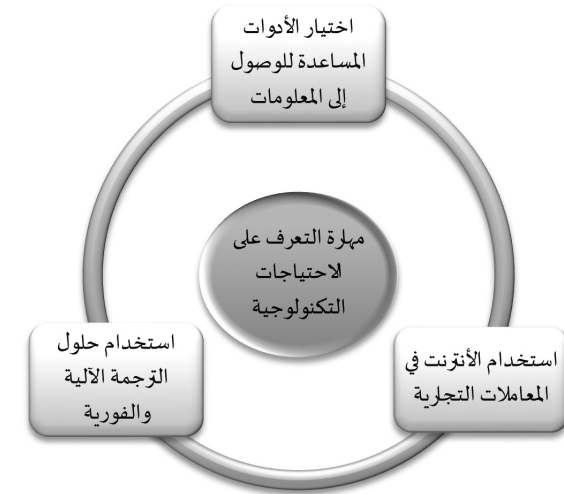 اختيار الأدوات
المساعدة للوصول
إلى المعلومات
مهارة التعرف على
الاحتياجات
التكنولوجية
استخدام الأنترنت في
المعاملات التجارية
استخدام حلول
الترجمة الآلية
والفورية